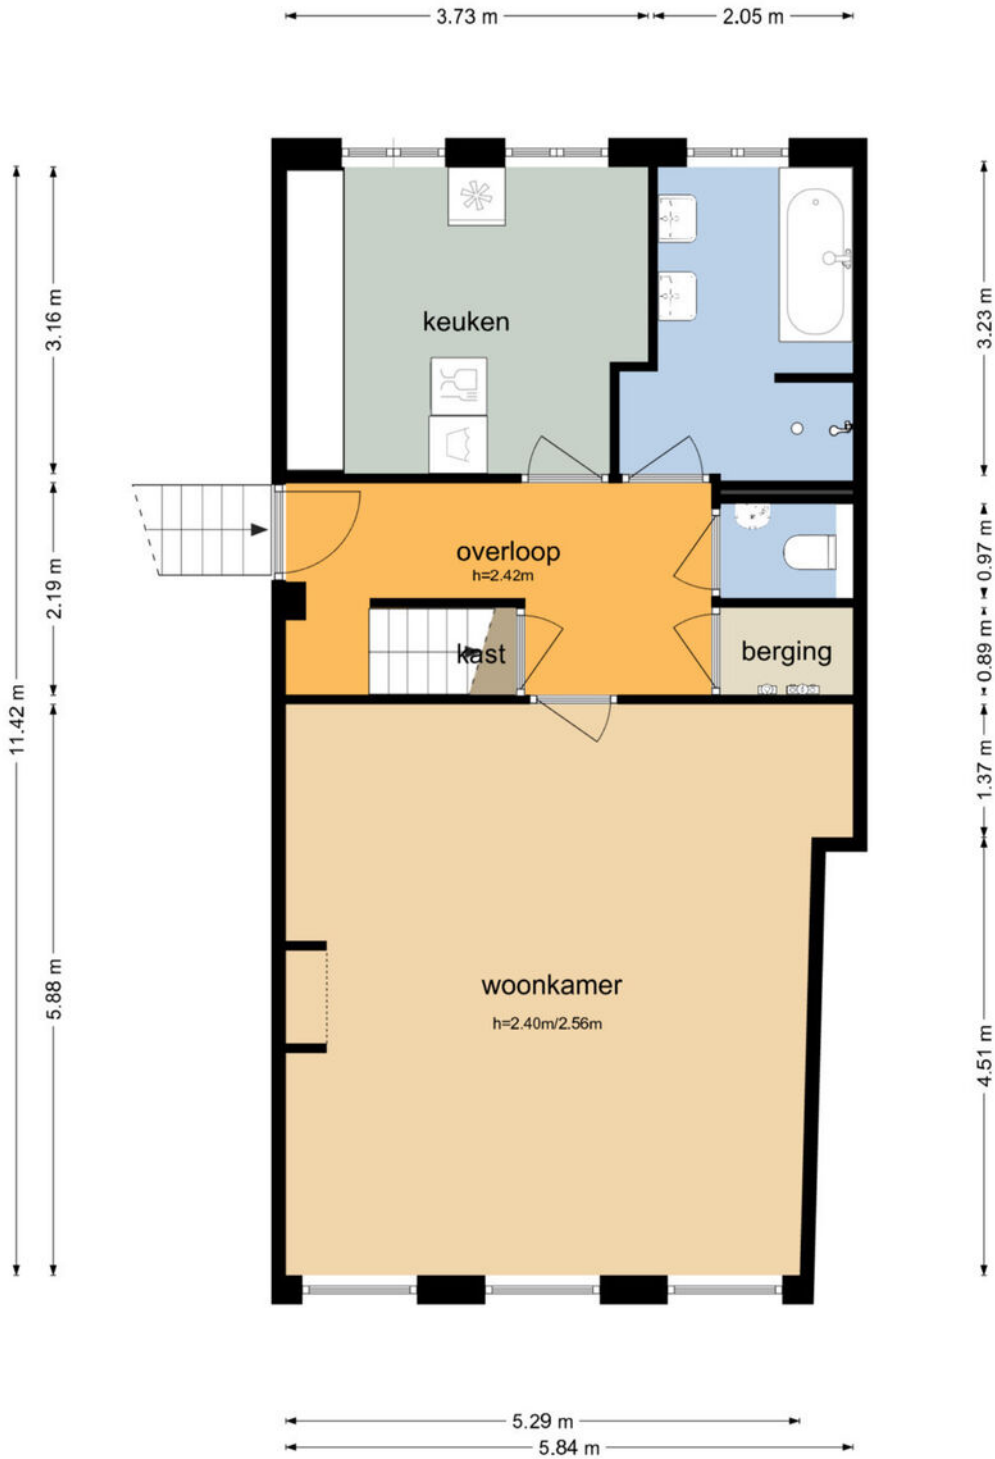 3.73 m
2.05 m
3.16 m
3.23 m
keuken
2.19 m
overloop
h=2.42m
0.97 m
kast
berging
0.89 m
11.42 m
1.37 m
5.88 m
woonkamer
h=2.40m/2.56m
4.51 m
5.29 m
5.84 m